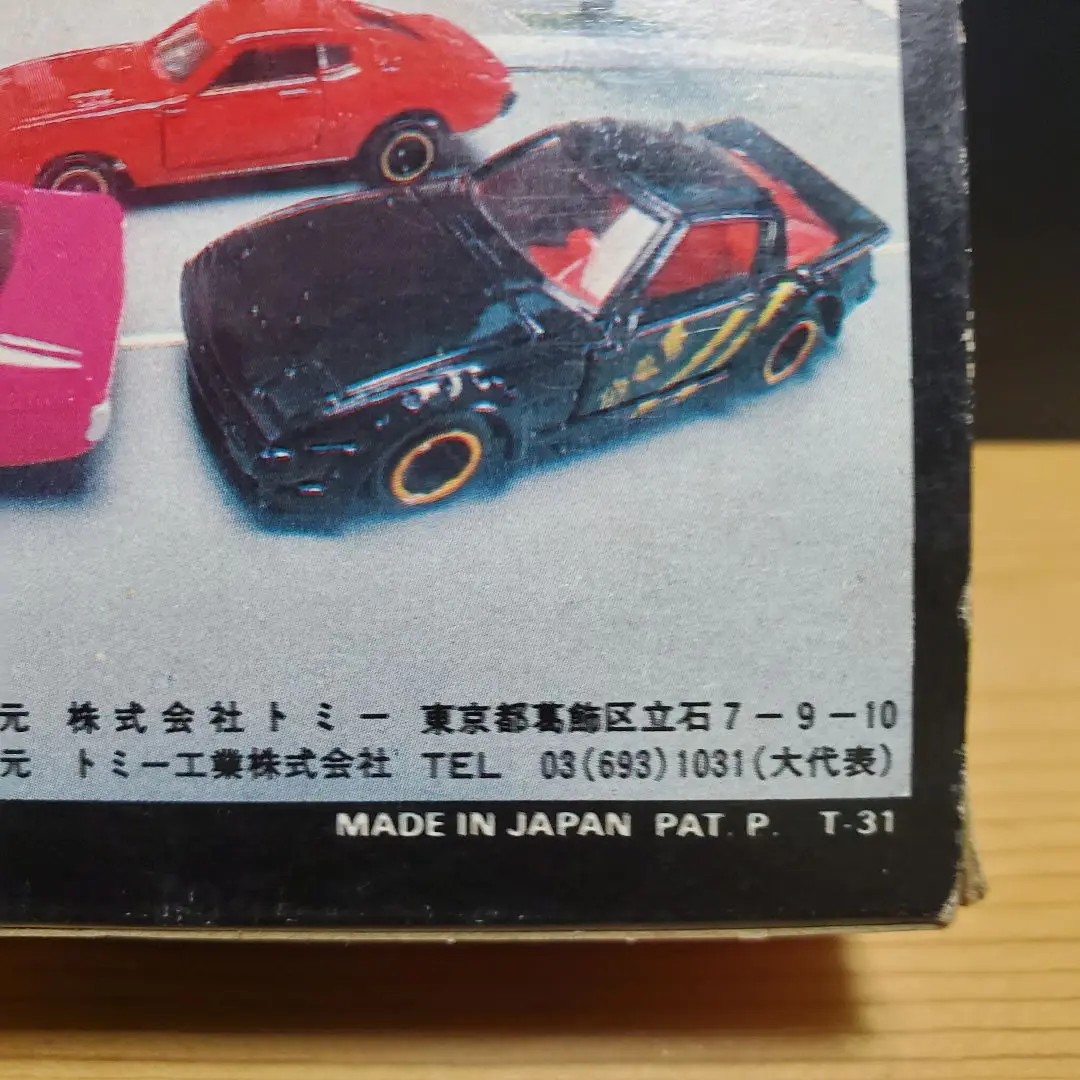 元 株式会社トミー 東京都葛飾区立石7-9-10
元 トミー工業株式会社 TEL 03(693)1031(大代表)
MADE IN JAPAN PAT. P. T-31